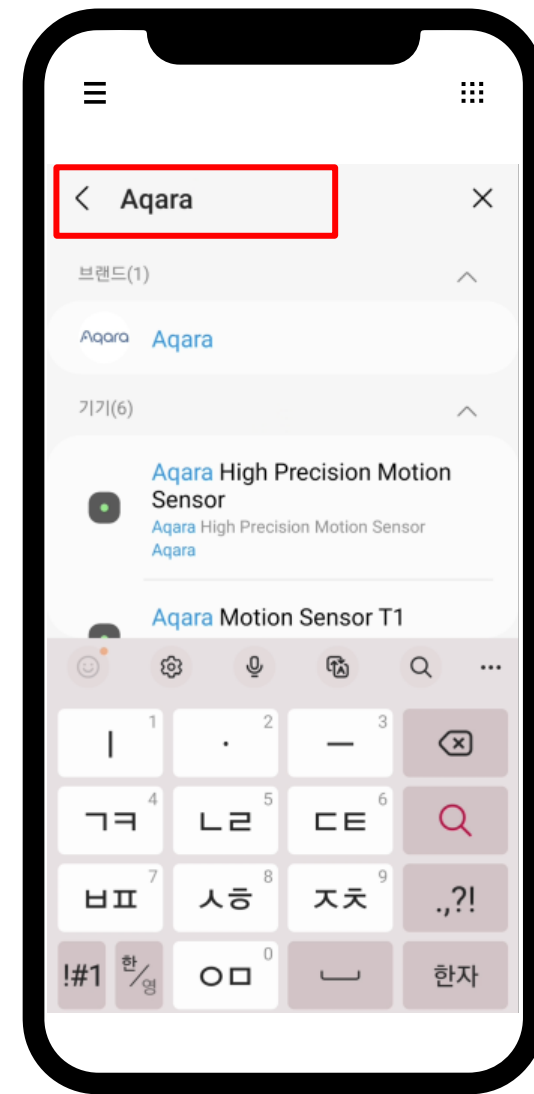 Aqara
브랜드(1)
Aqara Aqara
기기(6)
Aqara High Precision Motion
Sensor
Aqara High Precision Motion Sensor
Aqara
Aqara Motion Sensor T1
ㅣ 1 · 2 ㅡ 3
ㄱㅋ 4 ㄴㄹ 5 ㄷㅌ 6
ㅂㅍ 7 ㅅㅎ 8 ㅈㅊ 9 .,?!
!#1 한/영 ㅇㅁ 0 한자